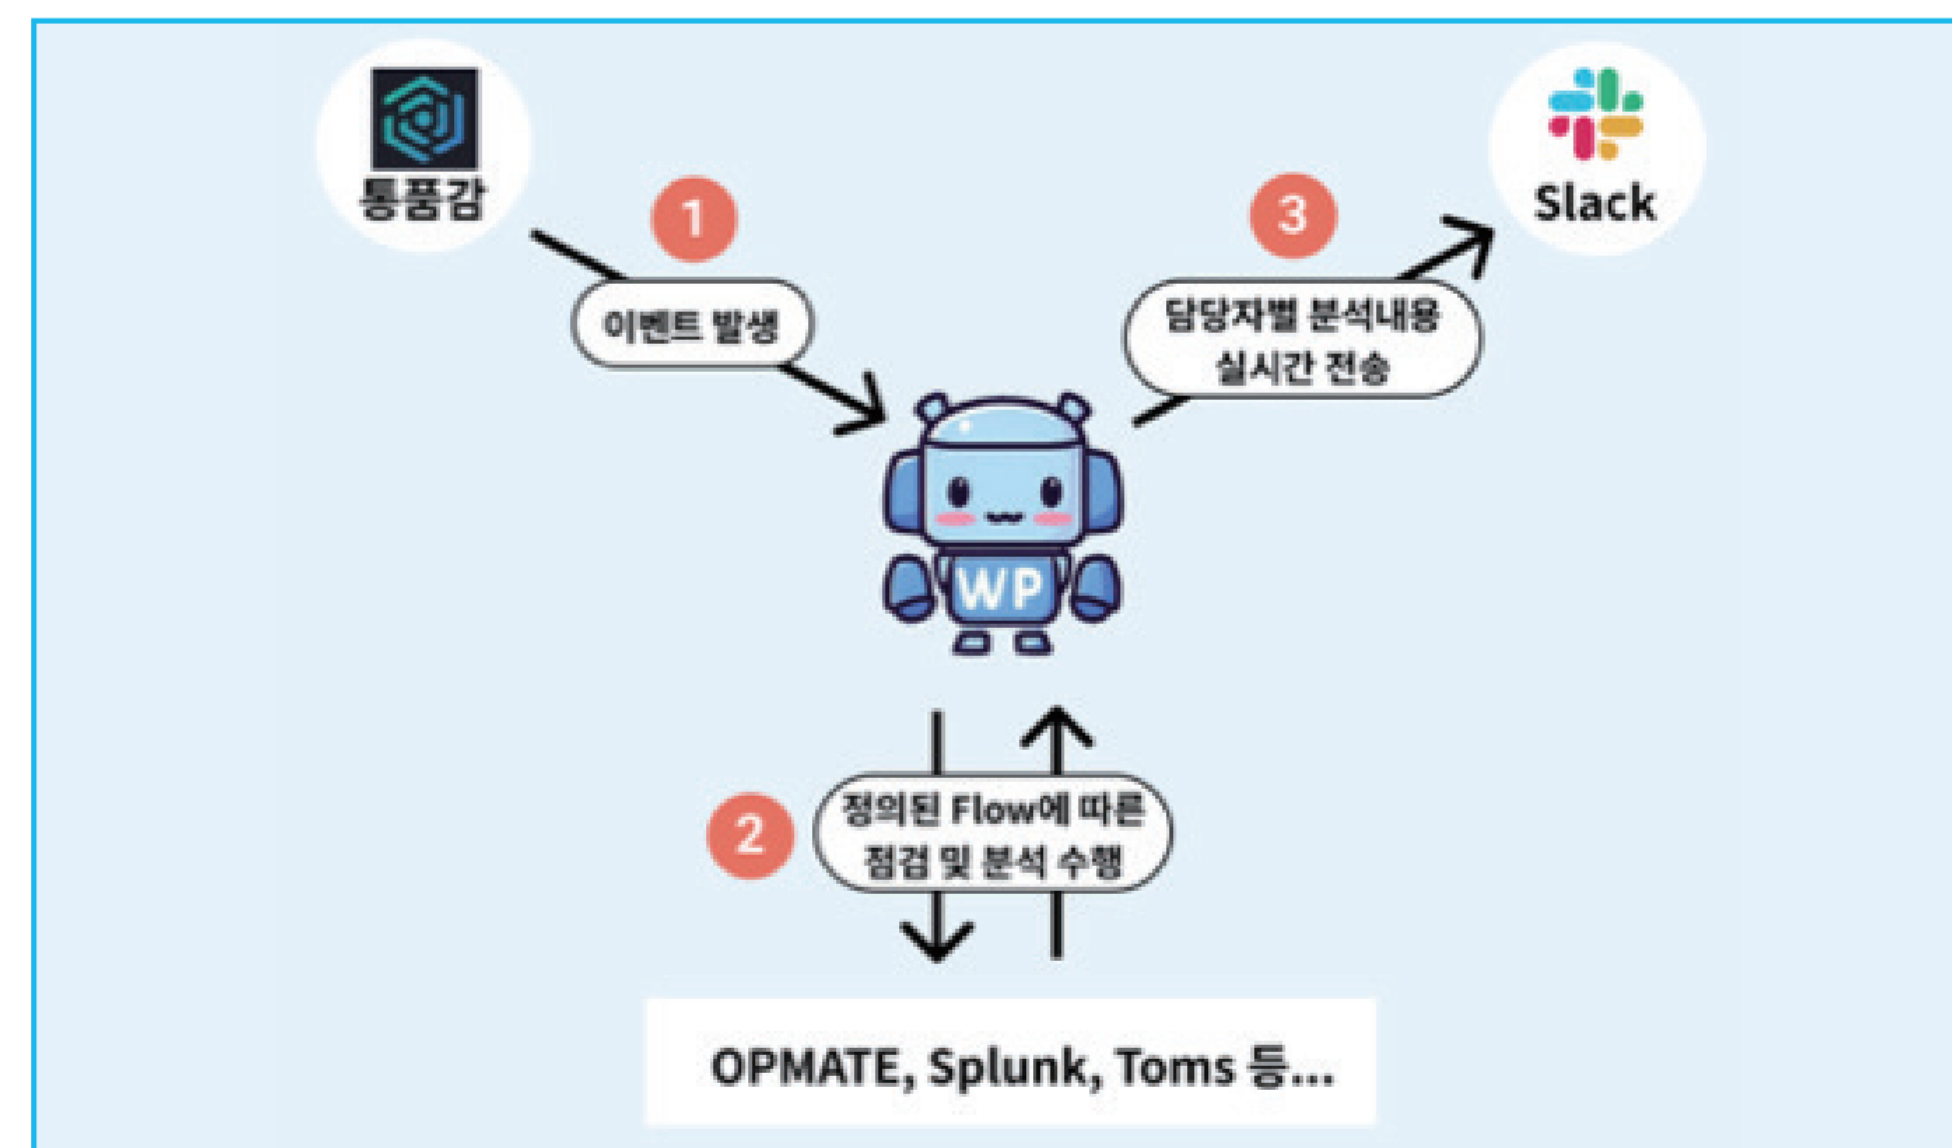 통품감
Slack
1
3
이벤트 발생
담당자별 분석내용
실시간 전송
WP
2
정의된 Flow에 따른
점검 및 분석 수행
OPMATE, Splunk, Toms 등...